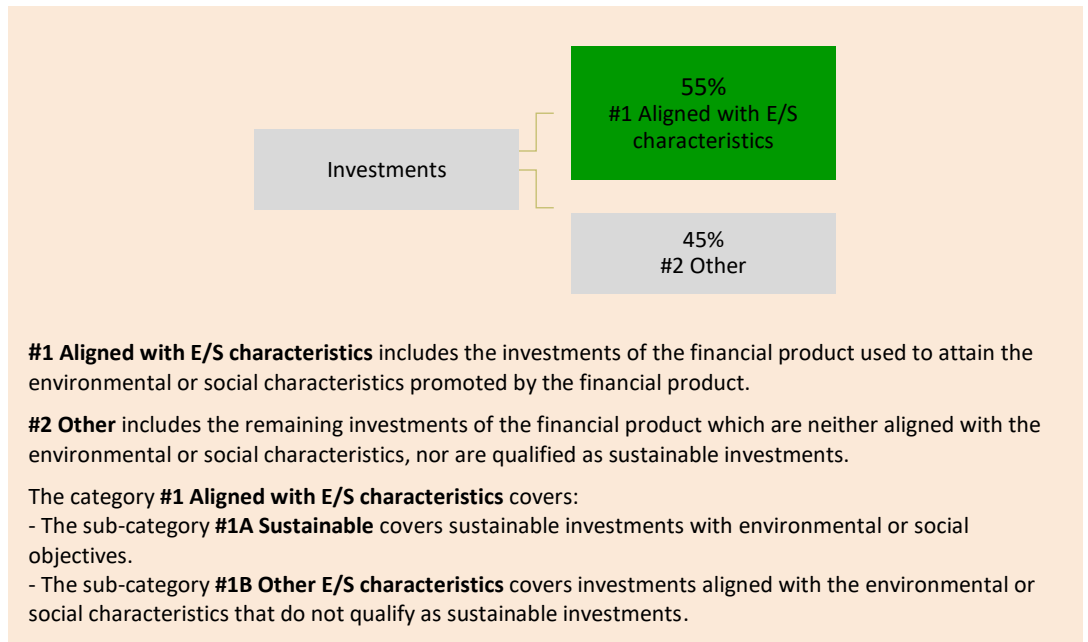 55%
#1 Aligned with E/S
characteristics
Investments
45%
#2 Other
#1 Aligned with E/S characteristics includes the investments of the financial product used to attain the
environmental or social characteristics promoted by the financial product.
#2 Other includes the remaining investments of the financial product which are neither aligned with the
environmental or social characteristics, nor are qualified as sustainable investments.
The category #1 Aligned with E/S characteristics covers:
- The sub-category #1A Sustainable covers sustainable investments with environmental or social
objectives.
- The sub-category #1B Other E/S characteristics covers investments aligned with the environmental or
social characteristics that do not qualify as sustainable investments.